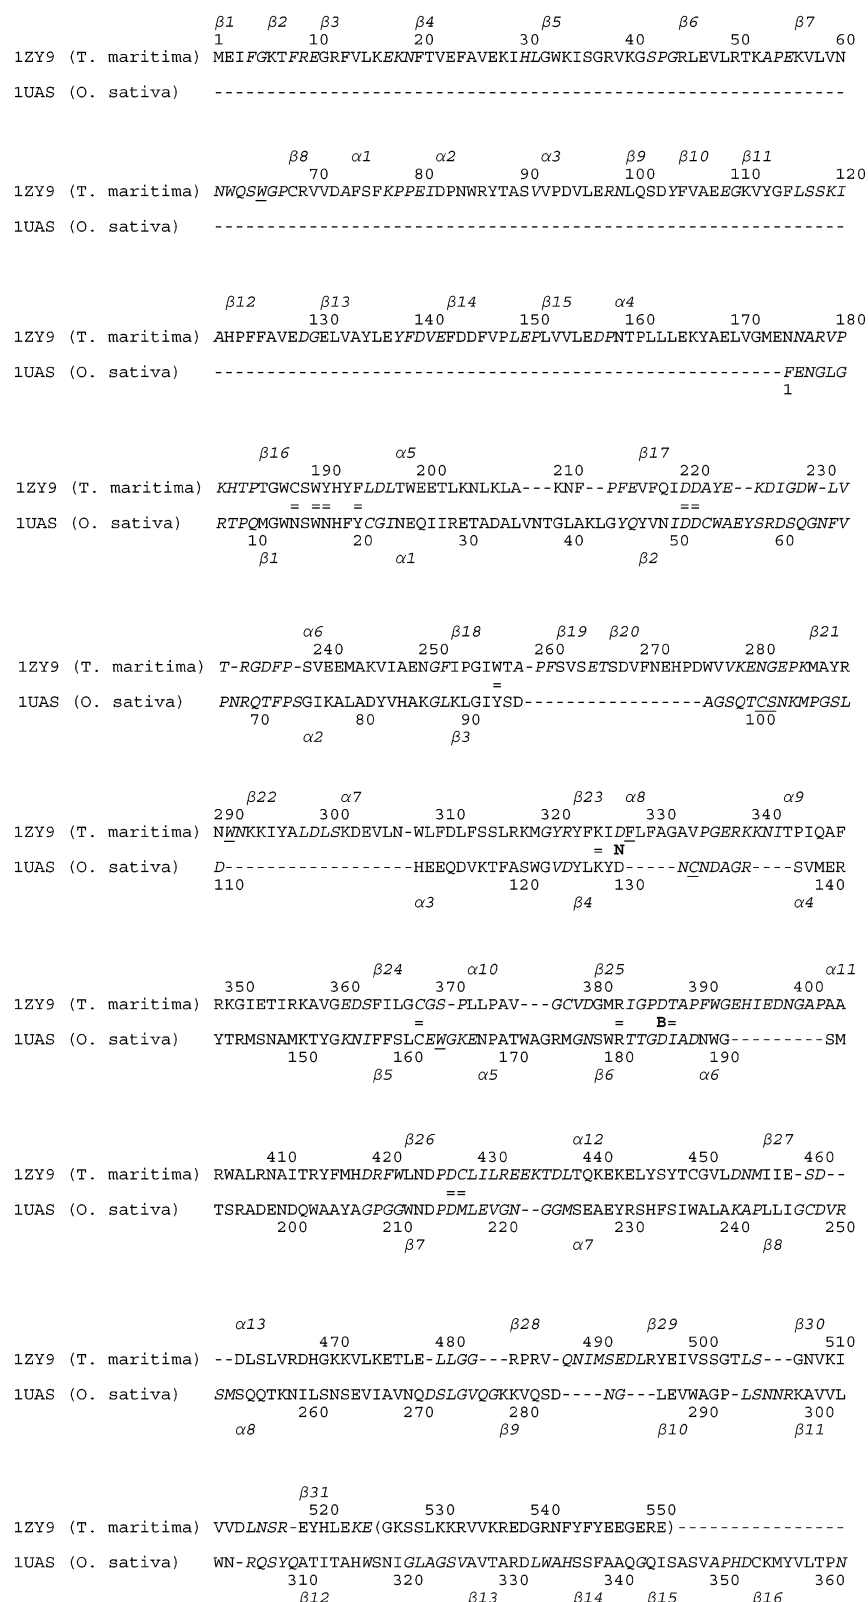 β1 β2 β3 β4 β5 β6 β7
1 10 20 30 40 50 60
1ZY9 (T. maritima) MEIFGKTFREGRFVLKEKNFTVEFAVEKIHLGWKISGRVKGSPGRLEVLRTKAPEKVLVN
1UAS (O. sativa) ------------------------------------------------------------
β8 α1 α2 α3 β9 β10 β11
70 80 90 100 110 120
1ZY9 (T. maritima) NWQSWGPCRVVDAFSFKPPEIDPNWRYTASVVPDVLERNLQSDYFVAEEGKVYGFLSSKI
1UAS (O. sativa) ------------------------------------------------------------
β12 β13 β14 β15 α4
130 140 150 160 170 180
1ZY9 (T. maritima) AHPFFAVEDGELVAYLEYFDVEFDDFVPLEPLVVLEDPNTPLLLEKYAELVGMENNARVP
1UAS (O. sativa) ------------------------------------------------------FENGLG
1
β16 α5 β17
190 200 210 220 230
1ZY9 (T. maritima) KHTPTGWCSWYHYFLDLTWEETLKNLKLA---KNF--PFEVFQIDDAYE--KDIGDW-LV
= == = ==
1UAS (O. sativa) RTPQMGWNSWNHFYCGINEQIIRETADALVNTGLAKLGYQYVNIDDCWAEYSRDSQGNFV
10 20 30 40 50 60
β1 α1 β2
α6 β18 β19 β20 β21
240 250 260 270 280
1ZY9 (T. maritima) T-RGDFP-SVEEMAKVIAENGFIPGIWTA-PFSVSETSDVFNEHPDWVVKENGEPKMAYR
=
1UAS (O. sativa) PNRQTFPSGIKALADYVHAKGLKLGIYSD-----------------AGSQTCSNKMPGSL
70 80 90 100
α2 β3
β22 α7 β23 α8 α9
290 300 310 320 330 340
1ZY9 (T. maritima) NWNKKIYALDLSKDEVLN-WLFDLFSSLRKMGYRYFKIDFLFAGAVPGERKKNITPIQAF
= N
1UAS (O. sativa) D------------------HEEQDVKTFASWGVDYLKYD-----NCNDAGR----SVMER
110 120 130 140
α3 β4 α4
β24 α10 β25 α11
350 360 370 380 390 400
1ZY9 (T. maritima) RKGIETIRKAVGEDSFILGCGS-PLLPAV---GCVDGMRIGPDTAPFWGEHIEDNGAPAA
= = B=
1UAS (O. sativa) YTRMSNAMKTYGKNIFFSLCEWGKENPATWAGRMGNSWRTTGDIADNWG---------SM
150 160 170 180 190
β5 α5 β6 α6
β26 α12 β27
410 420 430 440 450 460
1ZY9 (T. maritima) RWALRNAITRYFMHDRFWLNDPDCLILREEKTDLTQKEKELYSYTCGVLDNMIIE-SD--
==
1UAS (O. sativa) TSRADENDQWAAYAGPGGWNDPDMLEVGN--GGMSEAEYRSHFSIWALAKAPLLIGCDVR
200 210 220 230 240 250
β7 α7 β8
α13 β28 β29 β30
470 480 490 500 510
1ZY9 (T. maritima) --DLSLVRDHGKKVLKETLE-LLGG---RPRV-QNIMSEDLRYEIVSSGTLS---GNVKI
1UAS (O. sativa) SMSQQTKNILSNSEVIAVNQDSLGVQGKKVQSD----NG---LEVWAGP-LSNNRKAVVL
260 270 280 290 300
α8 β9 β10 β11
β31
520 530 540 550
1ZY9 (T. maritima) VVDLNSR-EYHLEKE(GKSSLKKRVVKREDGRNFYFYEEGERE)----------------
1UAS (O. sativa) WN-RQSYQATITAHWSNIGLAGSVAVTARDLWAHSSFAAQGQISASVAPHDCKMYVLTPN
310 320 330 340 350 360
β12 β13 β14 β15 β16